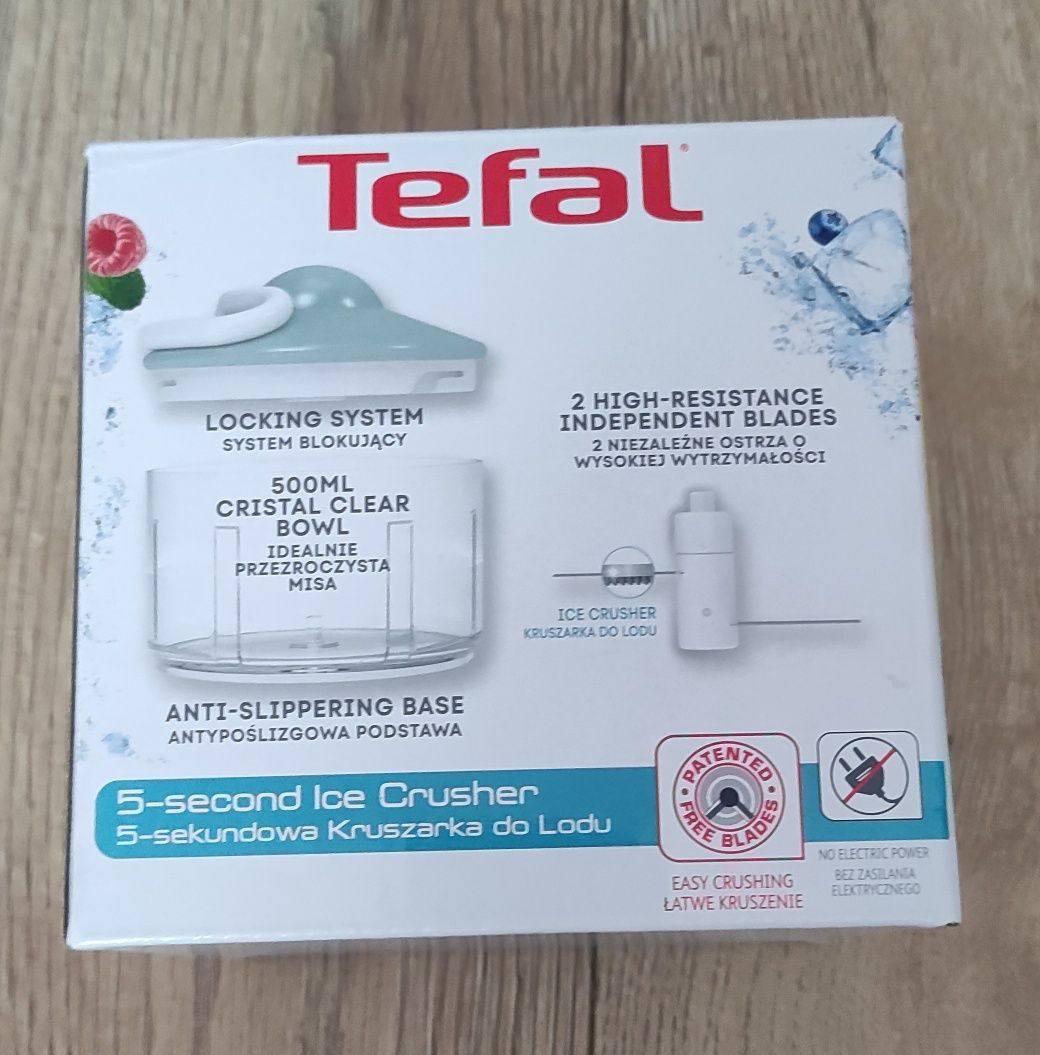 Tefal®
LOCKING SYSTEM
SYSTEM BLOKUJĄCY
500ML
CRISTAL CLEAR
BOWL
IDEALNIE
PRZEZROCZYSTA
MISA
ANTI-SLIPPERING BASE
ANTYPOŚLIZGOWA PODSTAWA
2 HIGH-RESISTANCE
INDEPENDENT BLADES
2 NIEZALEŻNE OSTRZA O
WYSOKIEJ WYTRZYMAŁOŚCI
ICE CRUSHER
KRUSZARKA DO LODU
5-second Ice Crusher
5-sekundowa Kruszarka do Lodu
PATENTED
FREE BLADES
EASY CRUSHING
ŁATWE KRUSZENIE
NO ELECTRIC POWER
BEZ ZASILANIA
ELEKTRYCZNEGO